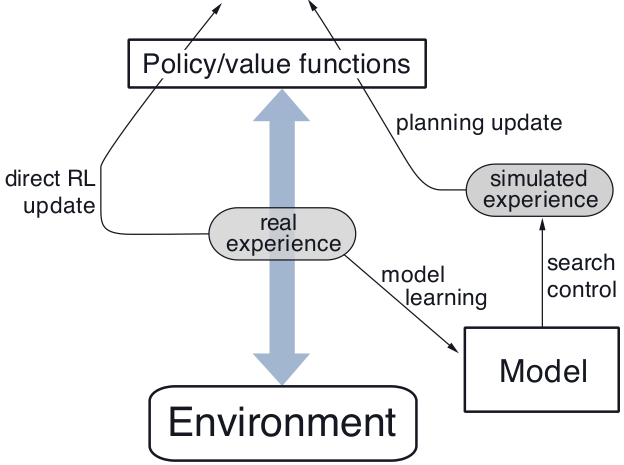 Policy/value functions
planning update
direct RL
update
simulated
experience
real
experience
model
learning
search
control
Model
Environment